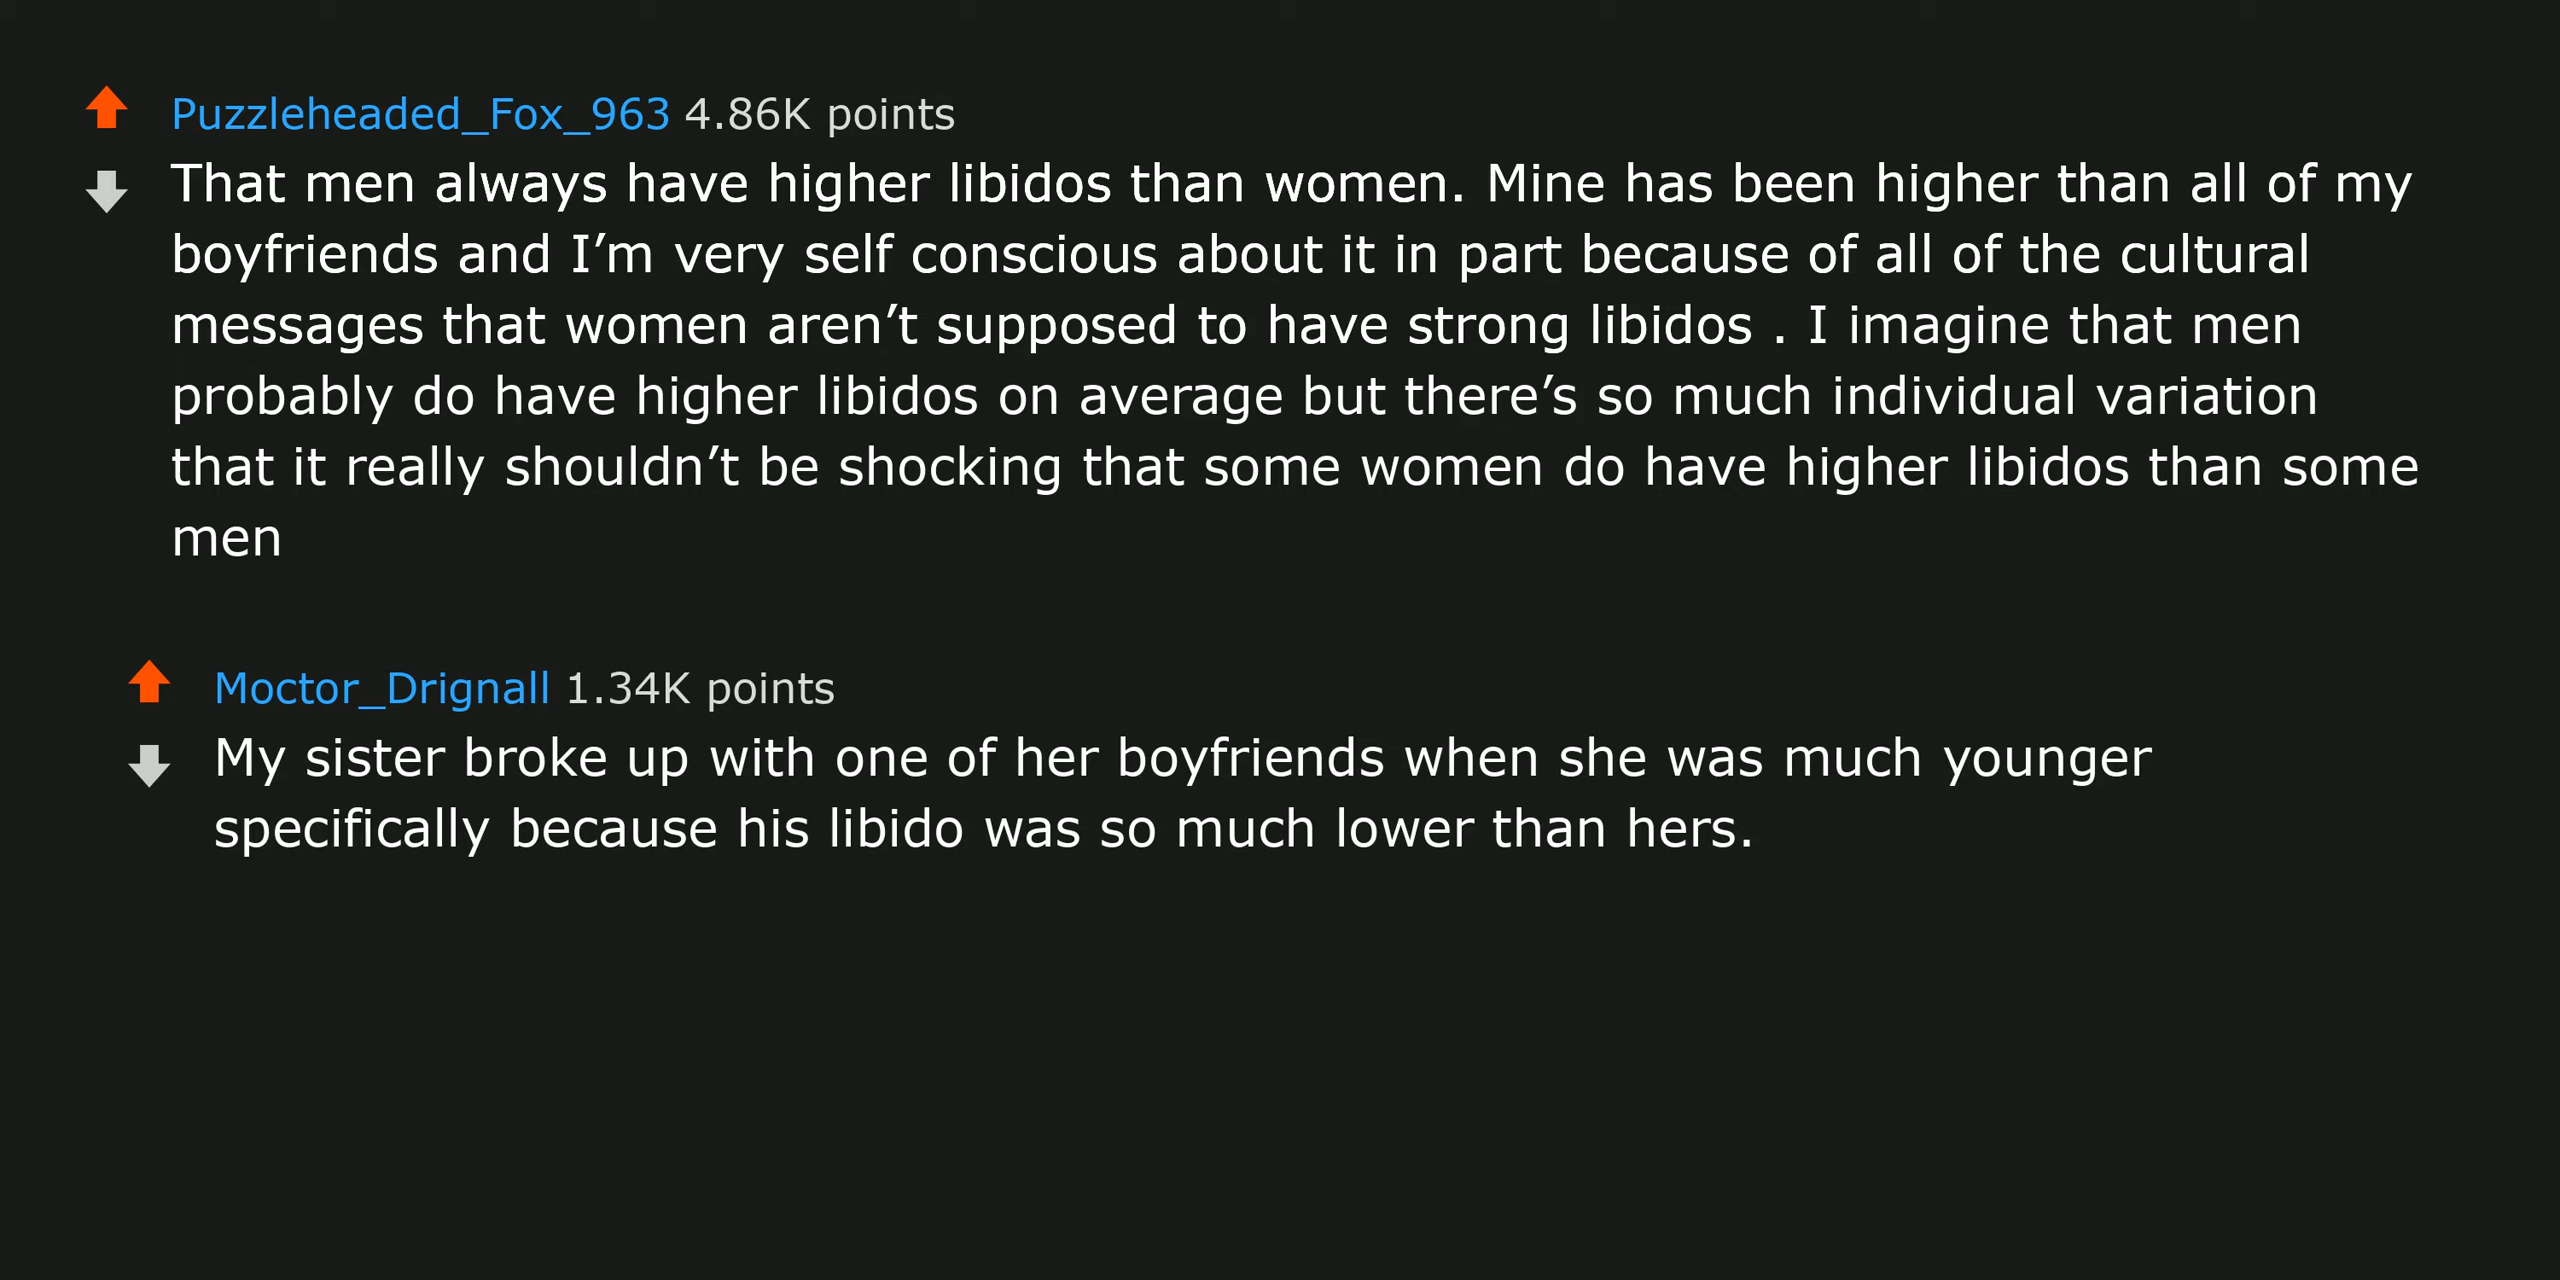 Puzzleheaded_Fox_963 4.86K points
That men always have higher libidos than women. Mine has been higher than all of my
boyfriends and I’m very self conscious about it in part because of all of the cultural
messages that women aren’t supposed to have strong libidos . I imagine that men
probably do have higher libidos on average but there’s so much individual variation
that it really shouldn’t be shocking that some women do have higher libidos than some
men
Moctor_Drignall 1.34K points
My sister broke up with one of her boyfriends when she was much younger
specifically because his libido was so much lower than hers.